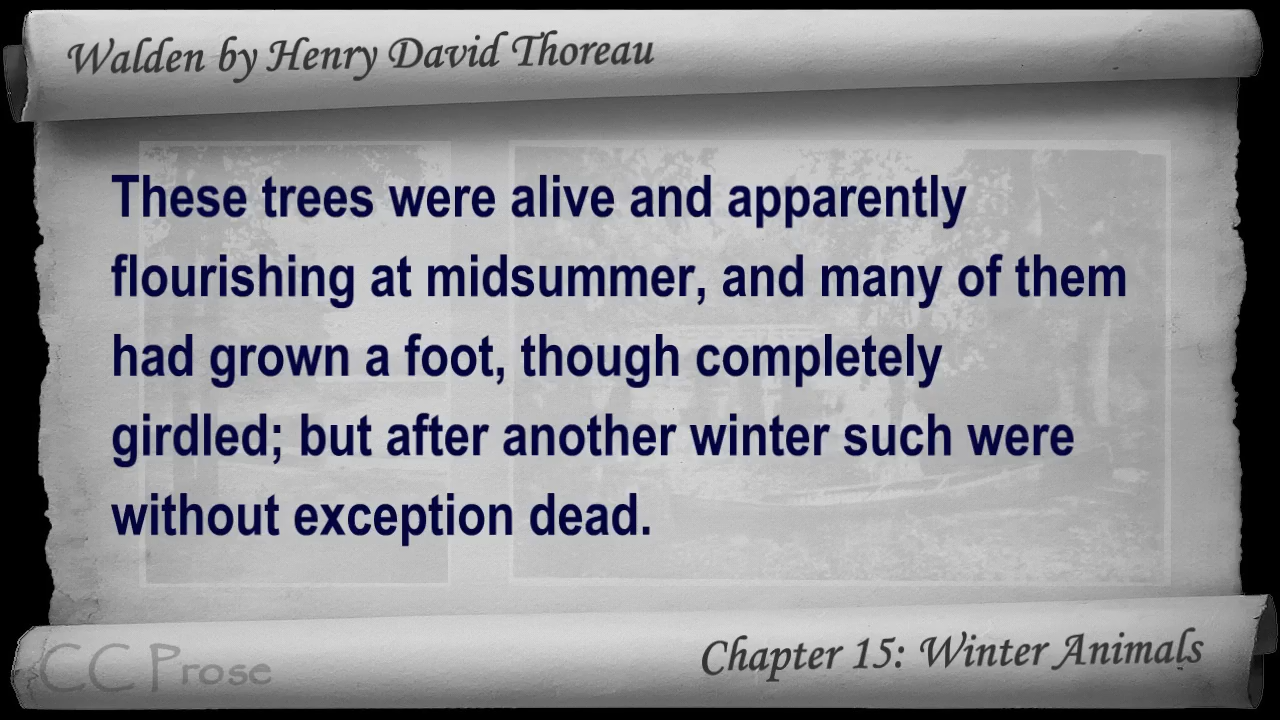 Walden by Henry David Thoreau
These trees were alive and apparently
flourishing at midsummer, and many of them
had grown a foot, though completely
girdled; but after another winter such were
without exception dead.
CC Prose
Chapter 15: Winter Animals